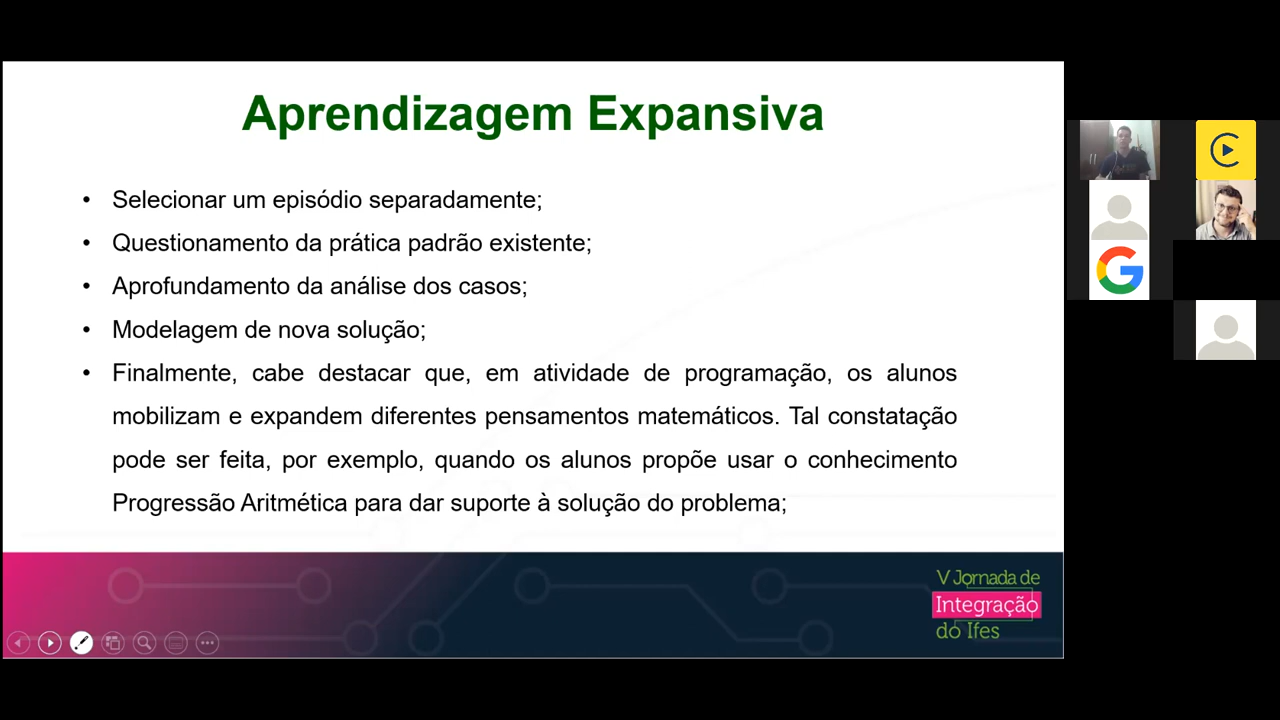 Aprendizagem Expansiva
• Selecionar um episódio separadamente;
• Questionamento da prática padrão existente;
• Aprofundamento da análise dos casos;
• Modelagem de nova solução;
• Finalmente, cabe destacar que, em atividade de programação, os alunos
mobilizam e expandem diferentes pensamentos matemáticos. Tal constatação
pode ser feita, por exemplo, quando os alunos propõe usar o conhecimento
Progressão Aritmética para dar suporte à solução do problema;
V Jornada de
Integração
do Ifes